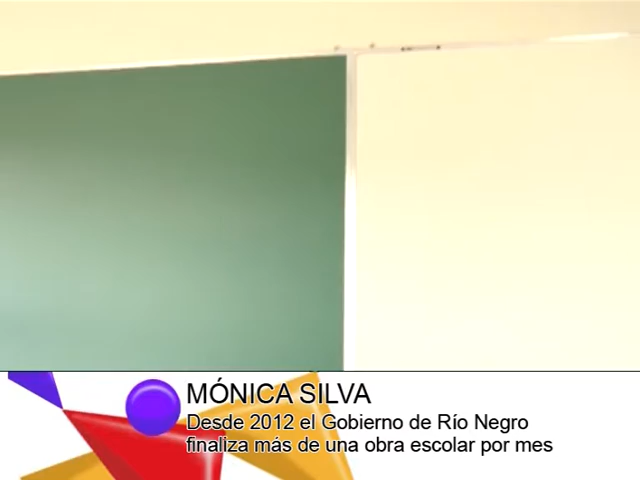 MÓNICA SILVA
Desde 2012 el Gobierno de Río Negro
finaliza más de una obra escolar por mes